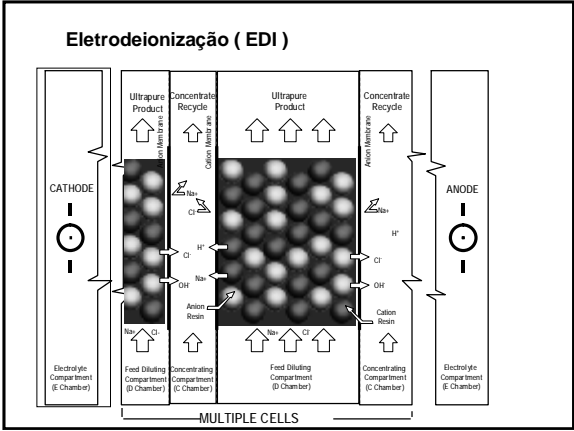 Eletrodeionização ( EDI )
Ultrapure
Product
Concentrate
Recycle
Ultrapure
Product
Concentrate
Recycle
Anion Membrane
Cation Membrane
Anion Membrane
CATHODE
ANODE
Na+
Cl-
Na+
H+
H+
Cl-
Cl-
Na+
OH-
OH-
Anion
Resin
Cation
Resin
Na+ Cl-
Na+ Cl-
Electrolyte
Compartment
(E Chamber)
Feed Diluting
Compartment
(D Chamber)
Concentrating
Compartment
(C Chamber)
Feed Diluting
Compartment
(D Chamber)
Concentrating
Compartment
(C Chamber)
Electrolyte
Compartment
(E Chamber)
MULTIPLE CELLS